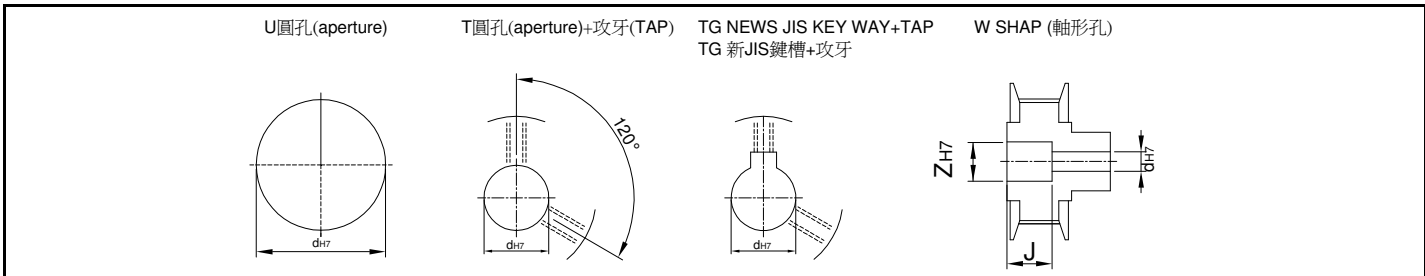 U圓孔(aperture)
T圓孔(aperture)+攻牙(TAP)
TG NEWS JIS KEY WAY+TAP
TG 新JIS鍵槽+攻牙
W SHAP (軸形孔)
120°
dH7
dH7
dH7
ZH7
dH7
J